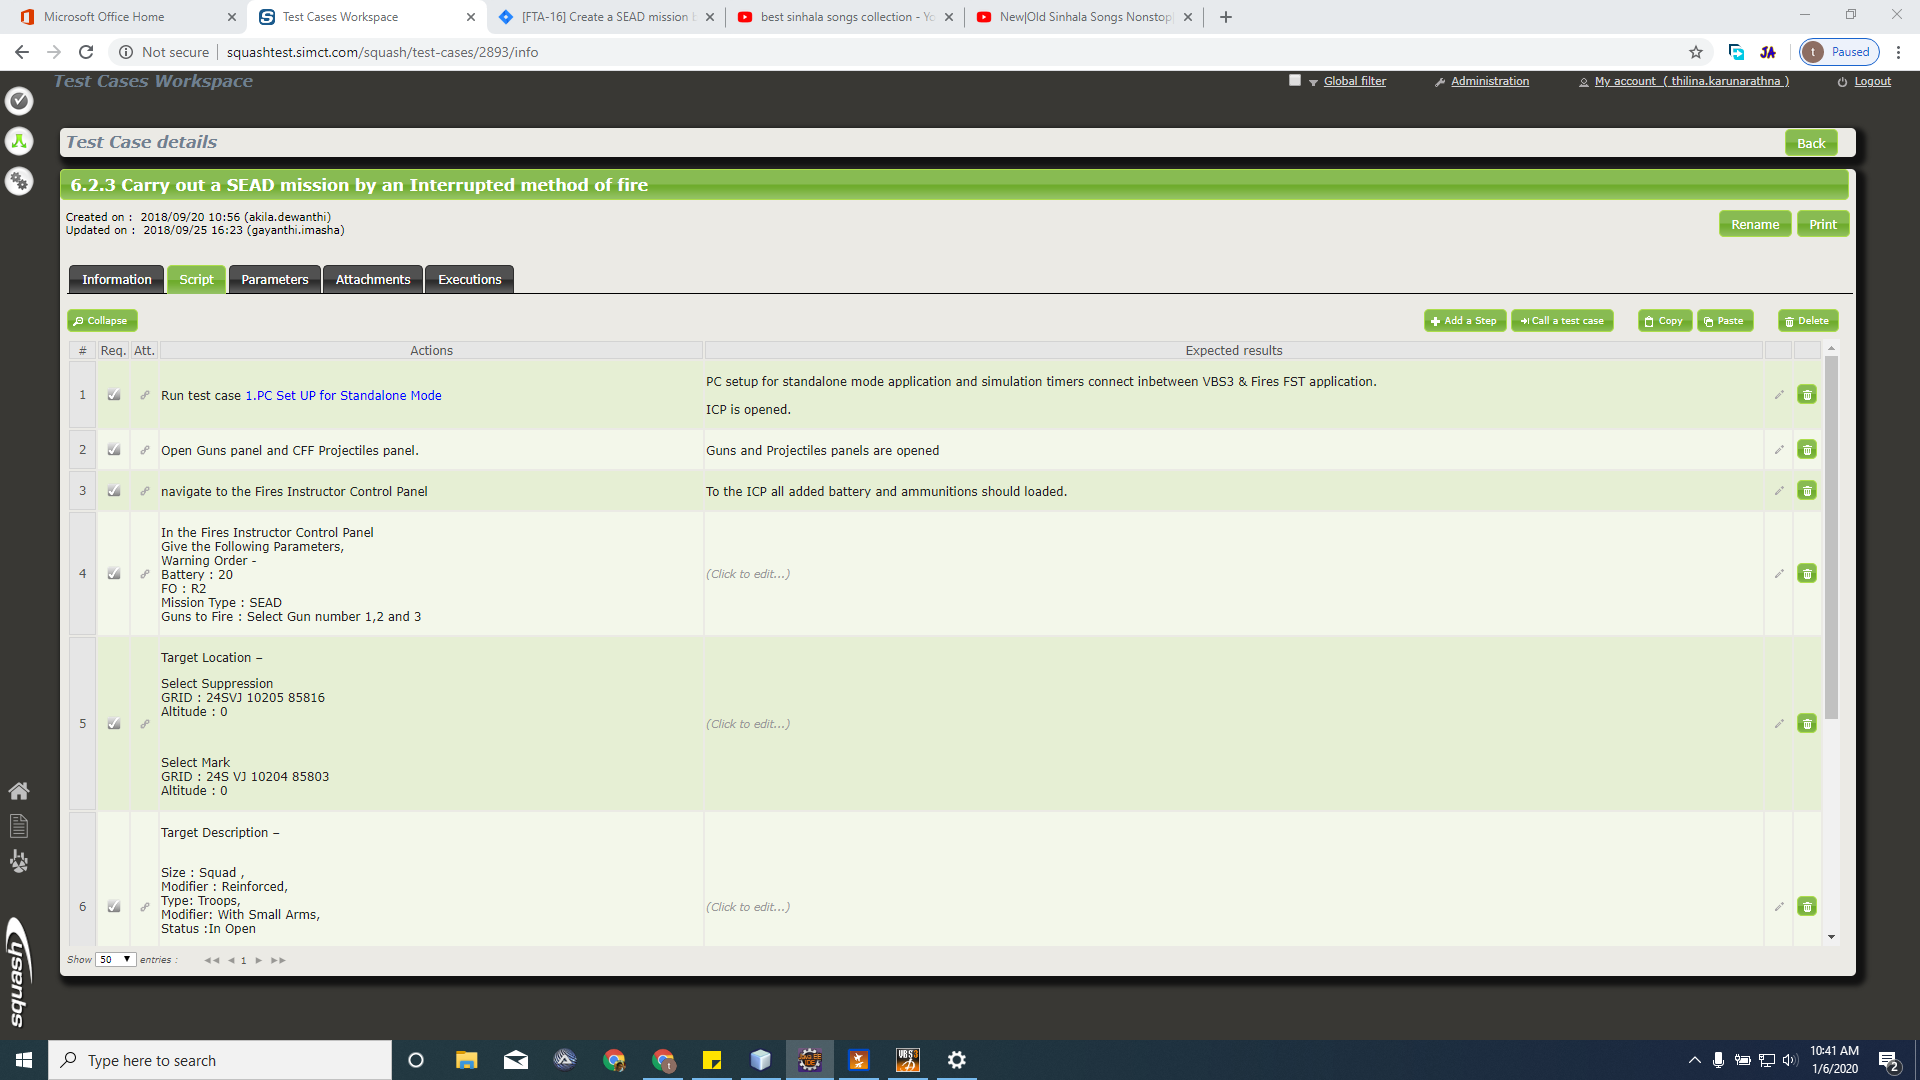 Microsoft Office Home
Test Cases Workspace
[FTA-16] Create a SEAD mission
best sinhala songs collection - Yo
New|Old Sinhala Songs Nonstop
Not secure
squashtest.simct.com/squash/test-cases/2893/info
JA
t
Paused
Test Cases Workspace
Global filter
Administration
My account ( thilina.karunarathna )
Logout
Test Case details
Back
6.2.3 Carry out a SEAD mission by an Interrupted method of fire
Created on : 2018/09/20 10:56 (akila.dewanthi)
Updated on : 2018/09/25 16:23 (gayanthi.imasha)
Rename
Print
Information
Script
Parameters
Attachments
Executions
Collapse
Add a Step
Call a test case
Copy
Paste
Delete
# Req. Att. Actions Expected results
1
Run test case 1.PC Set UP for Standalone Mode
PC setup for standalone mode application and simulation timers connect inbetween VBS3 & Fires FST application.
ICP is opened.
2
Open Guns panel and CFF Projectiles panel.
Guns and Projectiles panels are opened
3
navigate to the Fires Instructor Control Panel
To the ICP all added battery and ammunitions should loaded.
4
In the Fires Instructor Control Panel
Give the Following Parameters,
Warning Order -
Battery : 20
FO : R2
Mission Type : SEAD
Guns to Fire : Select Gun number 1,2 and 3
(Click to edit...)
5
Target Location –
Select Suppression
GRID : 24SVJ 10205 85816
Altitude : 0
Select Mark
GRID : 24S VJ 10204 85803
Altitude : 0
(Click to edit...)
6
Target Description –
Size : Squad ,
Modifier : Reinforced,
Type: Troops,
Modifier: With Small Arms,
Status :In Open
(Click to edit...)
Show 50 entries :
1
squash
Type here to search
VBS3
10:41 AM
1/6/2020
2